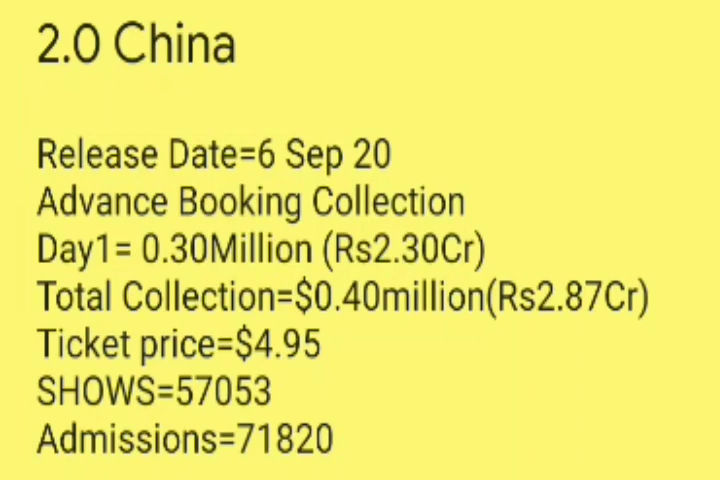 2.0 China
Release Date=6 Sep 20
Advance Booking Collection
Day1= 0.30Million (Rs2.30Cr)
Total Collection=$0.40million(Rs2.87Cr)
Ticket price=$4.95
SHOWS=57053
Admissions=71820